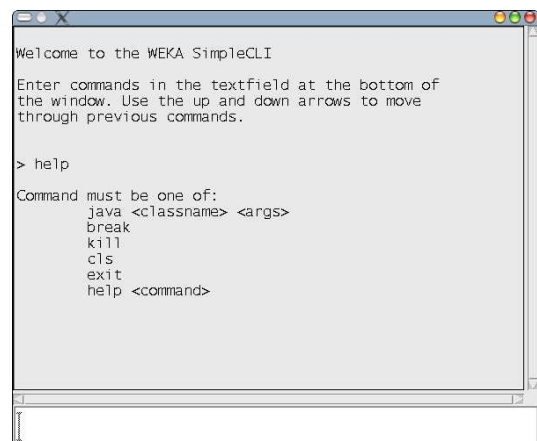 Welcome to the WEKA SimpleCLI
Enter commands in the textfield at the bottom of
the window. Use the up and down arrows to move
through previous commands.
> help
Command must be one of:
java <classname> <args>
break
kill
cls
exit
help <command>